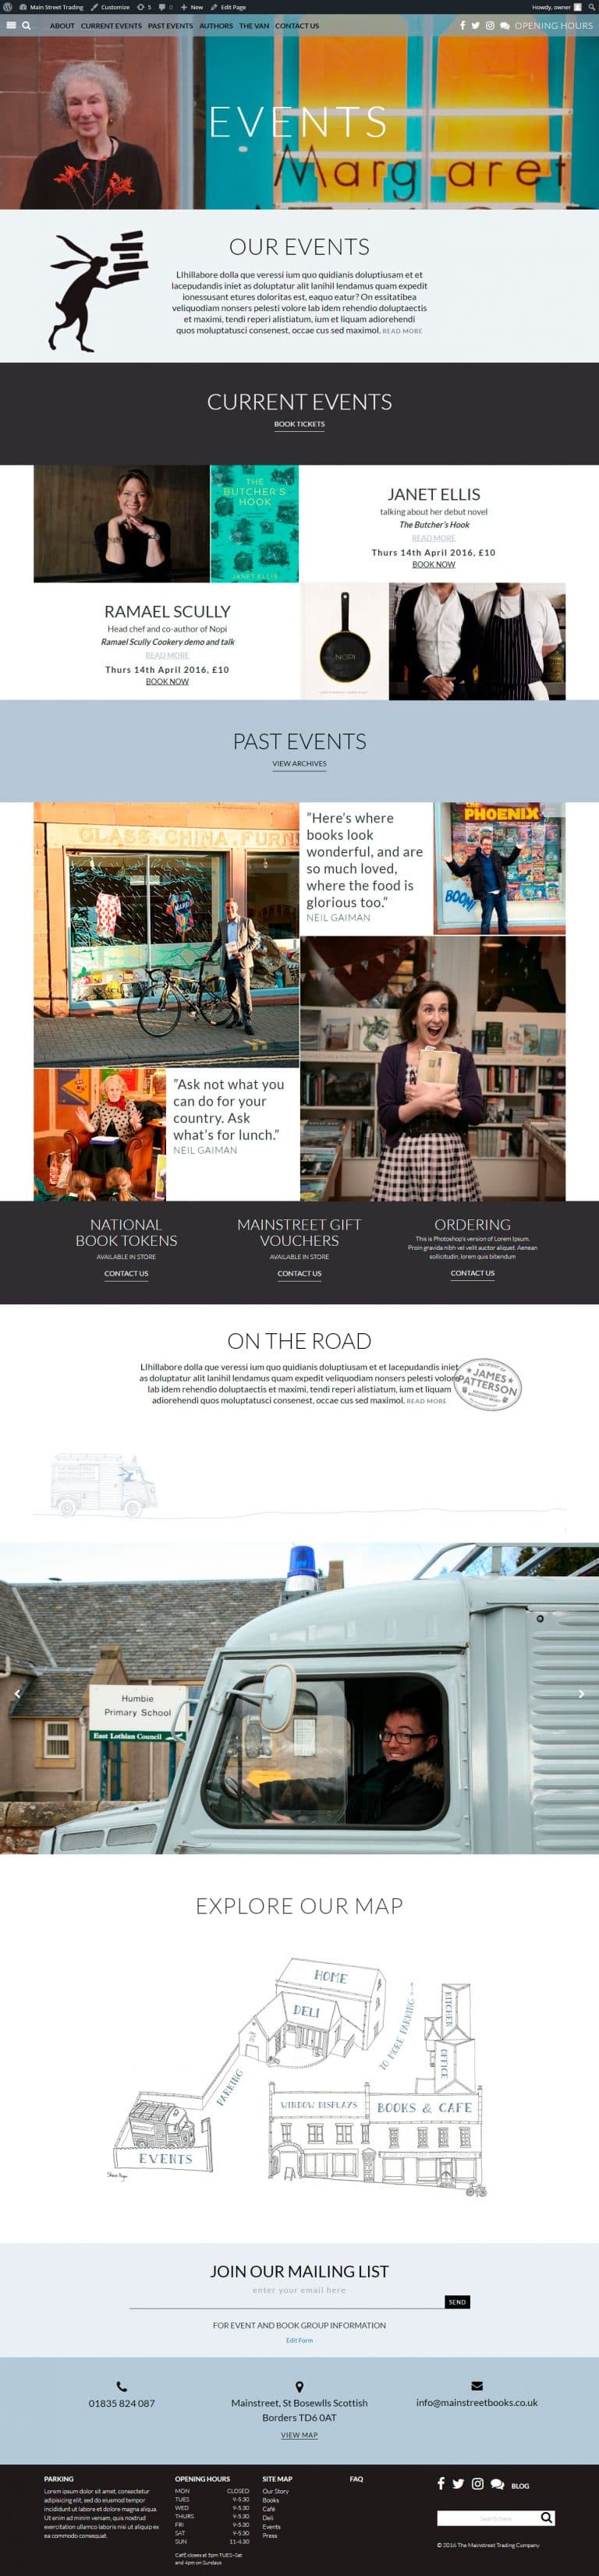 Main Street Trading Customize 5 0 New Edit Page Howdy, owner
ABOUT CURRENT EVENTS PAST EVENTS AUTHORS THE VAN CONTACT US OPENING HOURS
EVENTS
Margaret
OUR EVENTS
Lihillabore dolla que veressi ium quo quidianis doluptiusam et et
lacepudandis iniet as doluptatur alit lanihil lendamus quam expedit
ionessusant etures doloritas est, eaquo eatur? On essitatibea
veliquodiam nonsers pelesti volore lab idem rehendio doluptaectis
et maximi, tendi reperi alistiatum, ium et liquam adiorehendi
quos moluptatusci consenest, occae cus sed maximol. READ MORE
CURRENT EVENTS
BOOK TICKETS
THE
BUTCHER'S
HOOK
JANET ELLIS
JANET ELLIS
talking about her debut novel
The Butcher's Hook
READ MORE
Thurs 14th April 2016, £10
BOOK NOW
RAMAEL SCULLY
Head chef and co-author of Nopi
Ramael Scully Cookery demo and talk
READ MORE
Thurs 14th April 2016, £10
BOOK NOW
NOPI
PAST EVENTS
VIEW ARCHIVES
GLASS, CHINA, FURNI
"Here's where
books look
wonderful, and are
so much loved,
where the food is
glorious too."
NEIL GAIMAN
THE
PHOENIX
BOOM
"Ask not what you
can do for your
country. Ask
what's for lunch."
NEIL GAIMAN
NATIONAL
BOOK TOKENS
AVAILABLE IN STORE
CONTACT US
MAINSTREET GIFT
VOUCHERS
AVAILABLE IN STORE
CONTACT US
ORDERING
This is Photoshop's version of Lorem Ipsum.
Proin gravida nibh vel velit auctor aliquet. Aenean
sollicitudin, lorem quis bibendum
CONTACT US
ON THE ROAD
Lihillabore dolla que veressi ium quo quidianis doluptiusam et et lacepudandis iniet
as doluptatur alit lanihil lendamus quam expedit veliquodiam nonsers pelesti volore
lab idem rehendio doluptaectis et maximi, tendi reperi alistiatum, ium et liquam
adiorehendi quos moluptatusci consenest, occae cus sed maximol. READ MORE
RECIPIENT OF
JAMES
PATTERSON
Humbie
Primary School
East Lothian Council
EXPLORE OUR MAP
HOME
DELI
TO MORE PARKING
KITCHEN
OFFICE
PARKING
WINDOW DISPLAYS
BOOKS & CAFE
EVENTS
JOIN OUR MAILING LIST
enter your email here
SEND
FOR EVENT AND BOOK GROUP INFORMATION
Edit Form
01835 824 087
Mainstreet, St Boswells Scottish
Borders TD6 0AT
VIEW MAP
info@mainstreetbooks.co.uk
PARKING
Lorem ipsum dolor sit amet, consectetur
adipisicing elit, sed do eiusmod tempor
incididunt ut labore et dolore magna aliqua.
Ut enim ad minim veniam, quis nostrud
exercitation ullamco laboris nisi ut aliquip ex
ea commodo consequat.
OPENING HOURS
MON CLOSED
TUES 9-5.30
WED 9-5.30
THURS 9-5.30
FRI 9-5.30
SAT 9-5.30
SUN 11-4.30
Café closes at 5pm TUES-Sat
and 4pm on Sundays
SITE MAP
Our Story
Books
Café
Deli
Events
Press
FAQ
BLOG
Search here
© 2016 The Mainstreet Trading Company